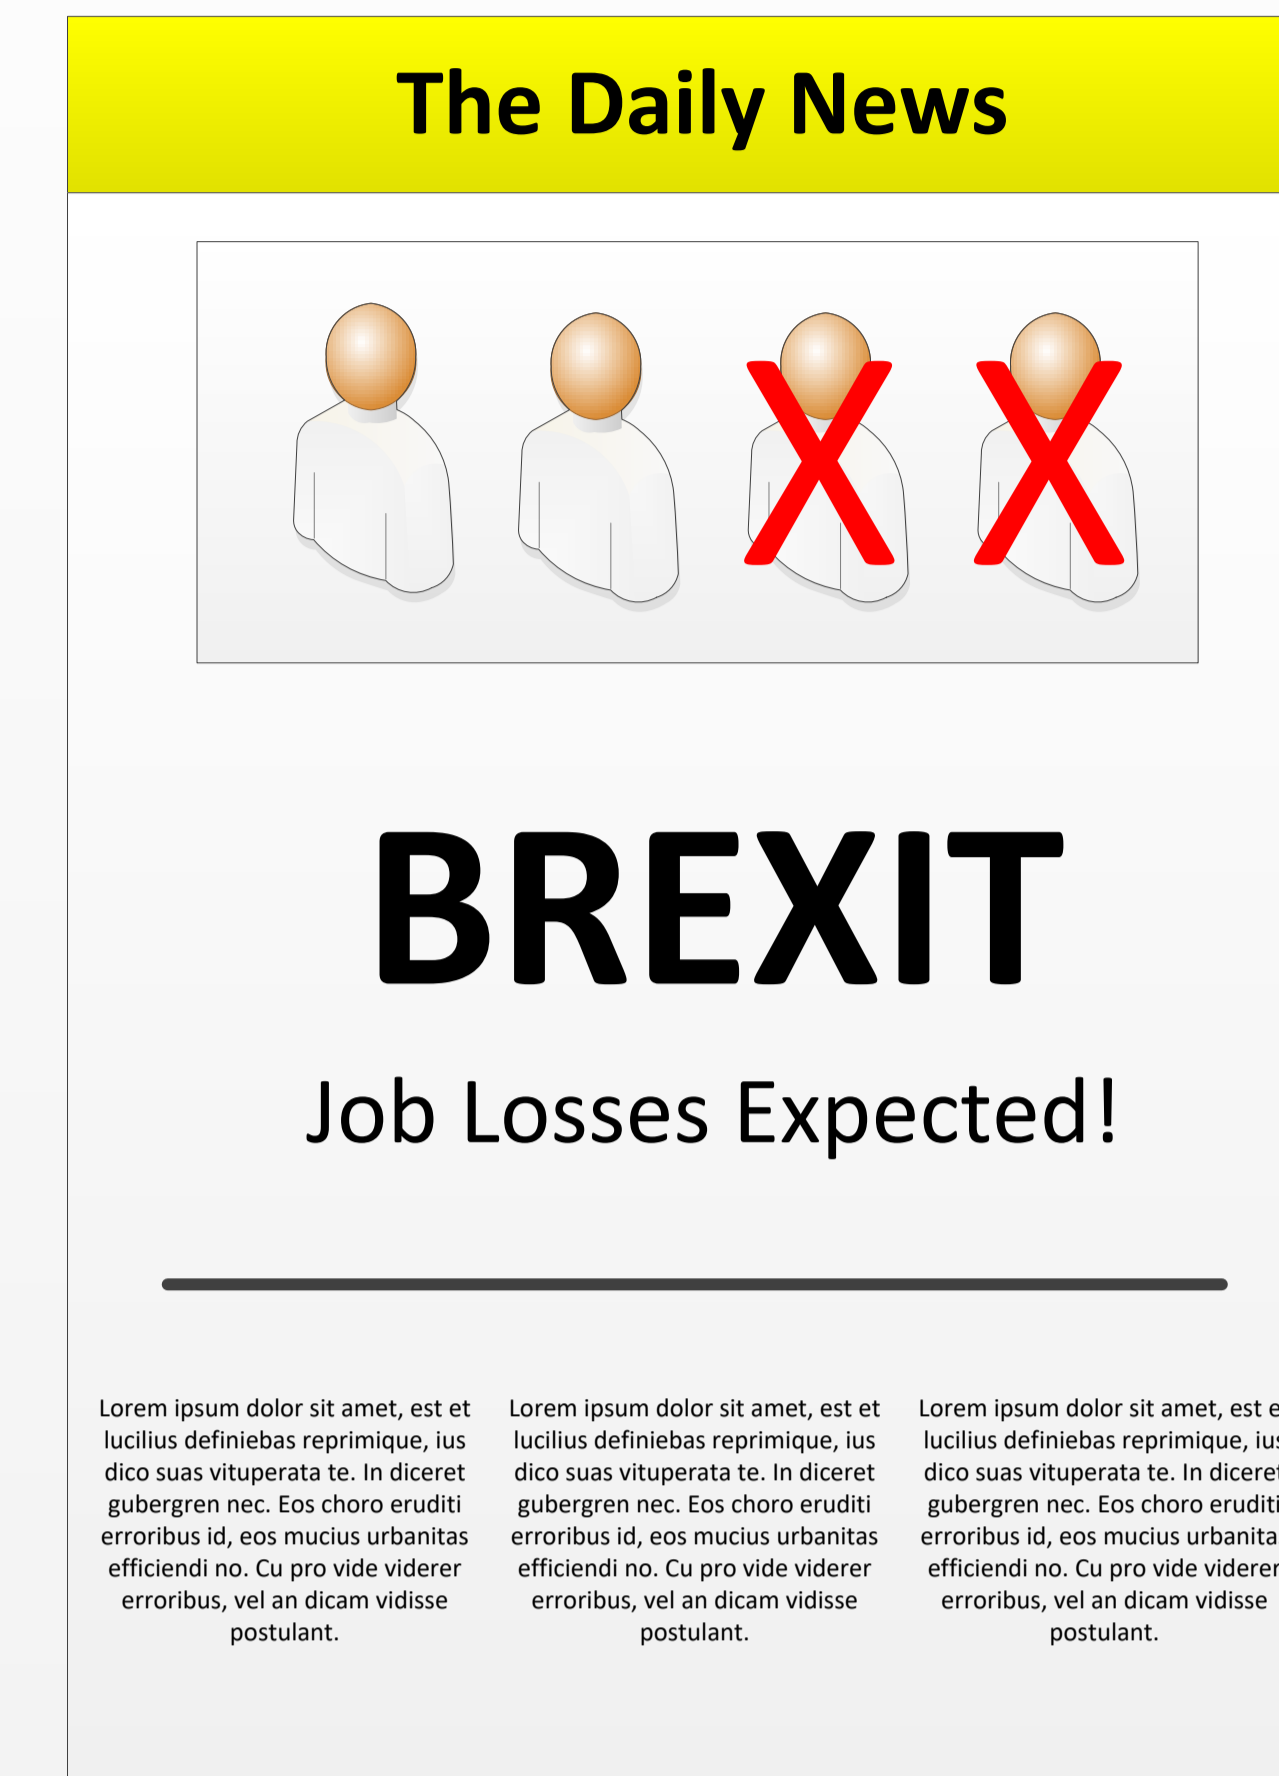 The Daily News
X X
BREXIT
Job Losses Expected!
Lorem ipsum dolor sit amet, est et
lucilius definiebas reprimique, ius
dico suas vituperata te. In diceret
gubergren nec. Eos choro eruditi
erroribus id, eos mucius urbanitas
efficiendi no. Cu pro vide viderer
erroribus, vel an dicam vidisse
postulant.
Lorem ipsum dolor sit amet, est et
lucilius definiebas reprimique, ius
dico suas vituperata te. In diceret
gubergren nec. Eos choro eruditi
erroribus id, eos mucius urbanitas
efficiendi no. Cu pro vide viderer
erroribus, vel an dicam vidisse
postulant.
Lorem ipsum dolor sit amet, est e
lucilius definiebas reprimique, ius
dico suas vituperata te. In diceret
gubergren nec. Eos choro eruditi
erroribus id, eos mucius urbanitas
efficiendi no. Cu pro vide viderer
erroribus, vel an dicam vidisse
postulant.